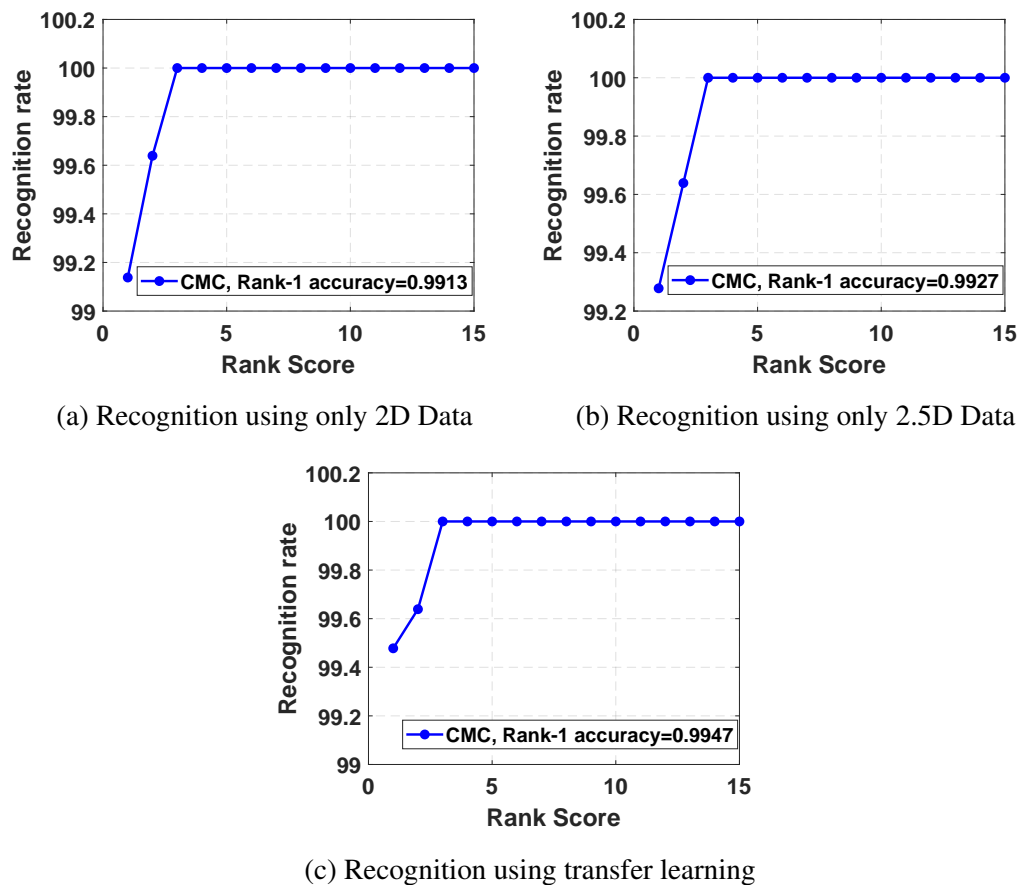 100.2
100
99.8
99.6
99.4
99.2
99
Recognition rate
CMC, Rank-1 accuracy=0.9913
0 5 10 15
Rank Score
(a) Recognition using only 2D Data
100.2
100
99.8
99.6
99.4
99.2
Recognition rate
CMC, Rank-1 accuracy=0.9927
0 5 10 15
Rank Score
(b) Recognition using only 2.5D Data
100.2
100
99.8
99.6
99.4
99.2
99
Recognition rate
CMC, Rank-1 accuracy=0.9947
0 5 10 15
Rank Score
(c) Recognition using transfer learning